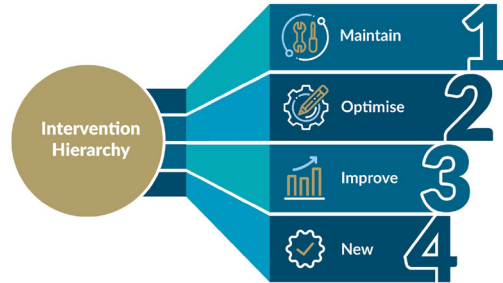 Intervention
Hierarchy
Maintain
1
Optimise
2
Improve
3
New
4